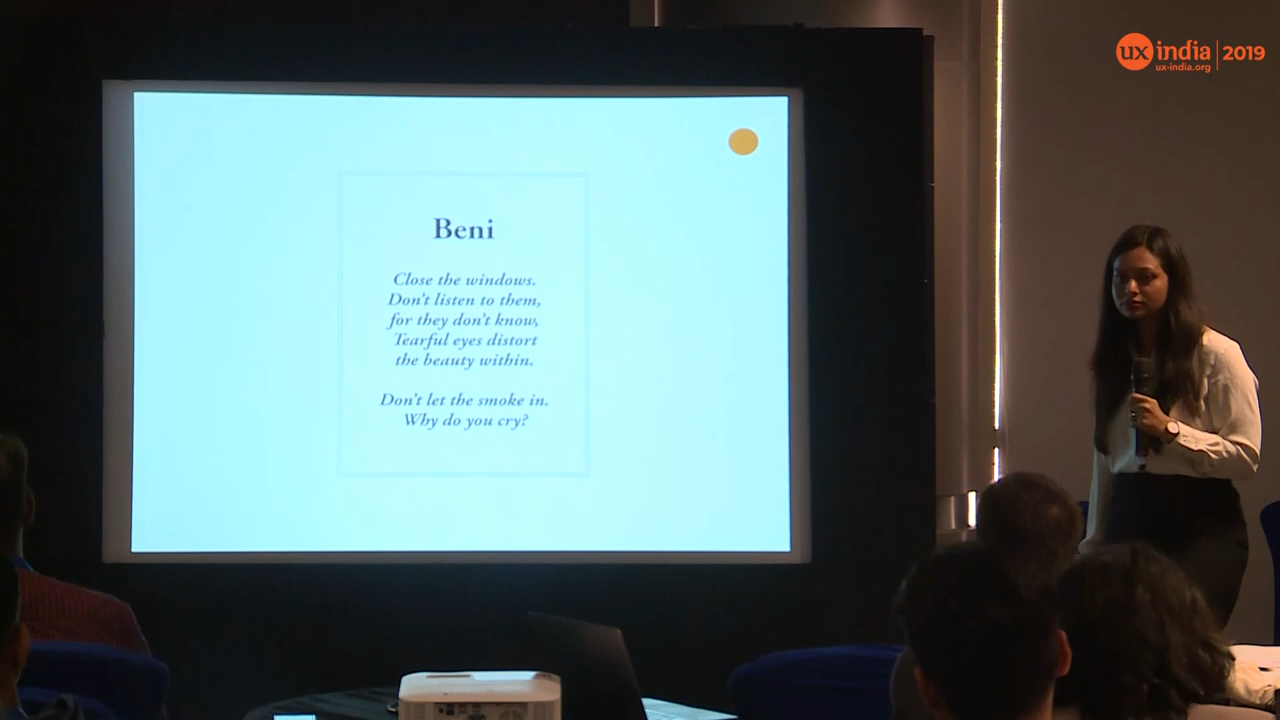 ux india 2019
ux-india.org
Beni
Close the windows.
Don't listen to them,
for they don't know,
Tearful eyes distort
the beauty within.
Don't let the smoke in.
Why do you cry?